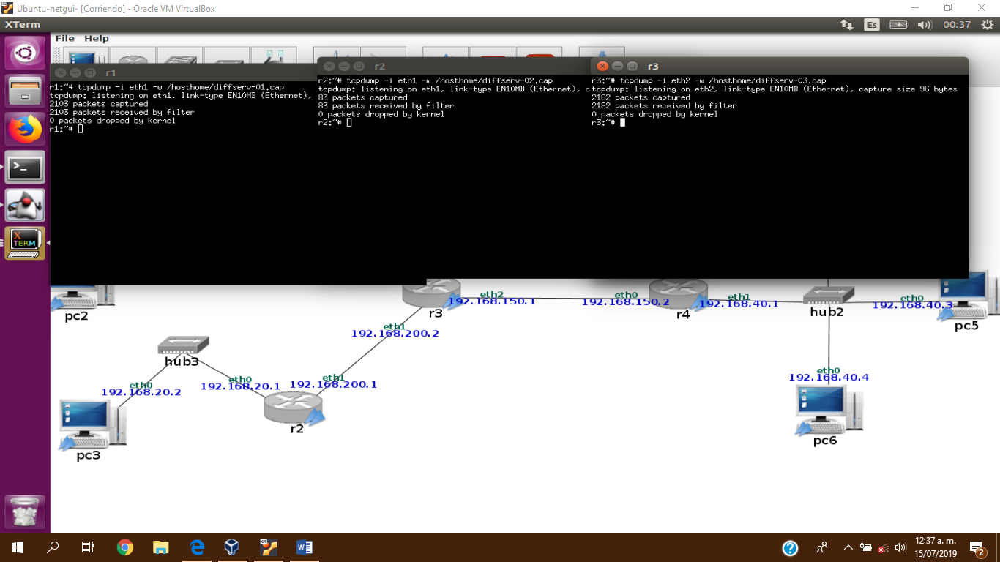 Ubuntu-netgui- [Corriendo] - Oracle VM VirtualBox
XTerm
Es
00:37
File Help
r1
r1:~# tcpdump -i eth1 -w /hosthome/diffserv-01.cap
tcpdump: listening on eth1, link-type EN10MB (Ethernet),
2103 packets captured
2103 packets received by filter
0 packets dropped by kernel
r1:~#
r2
r2:~# tcpdump -i eth1 -w /hosthome/diffserv-02.cap
tcpdump: listening on eth1, link-type EN10MB (Ethernet), c
83 packets captured
83 packets received by filter
0 packets dropped by kernel
r2:~#
r3
r3:~# tcpdump -i eth2 -w /hosthome/diffserv-03.cap
tcpdump: listening on eth2, link-type EN10MB (Ethernet), capture size 96 bytes
2182 packets captured
2182 packets received by filter
0 packets dropped by kernel
r3:~#
X
TERM
pc2
r3
eth2
192.168.150.1
eth0
192.168.150.2
r4
eth1
192.168.40.1
hub2
eth0
192.168.40.3
pc5
eth1
192.168.200.2
hub3
eth0
192.168.20.2
eth0
192.168.20.1
eth1
192.168.200.1
r2
pc3
eth0
192.168.40.4
pc6
12:37 a. m.
15/07/2019
2